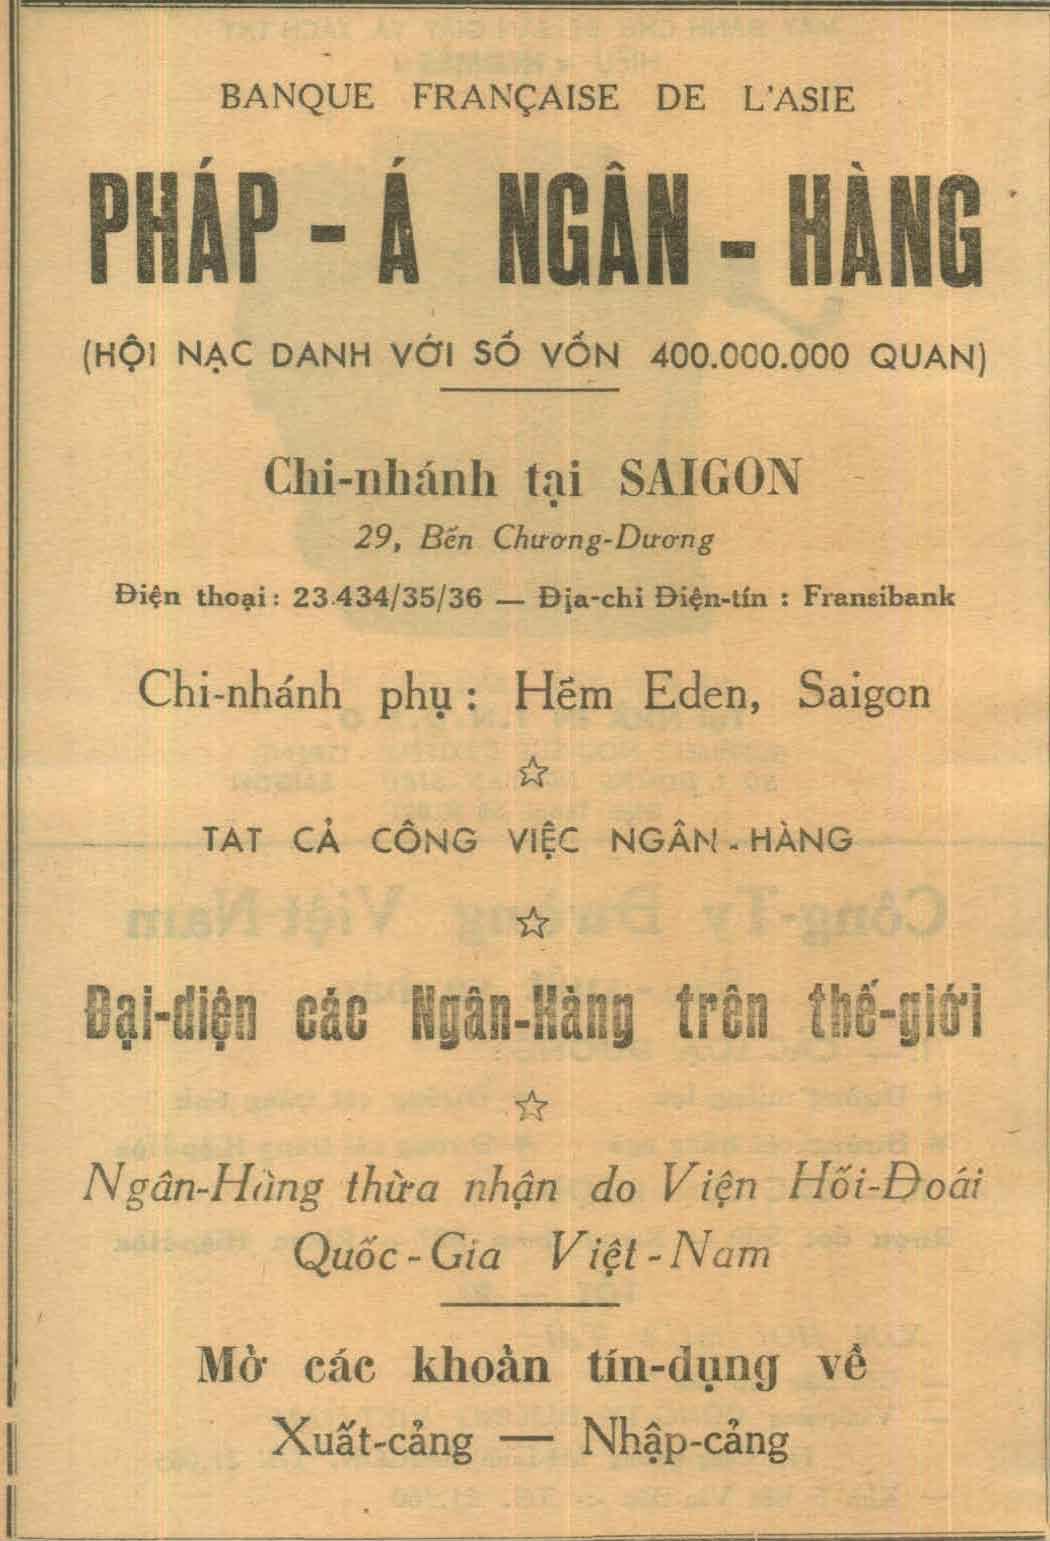 BANQUE FRANÇAISE DE L'ASIE
PHÁP - Á NGÂN - HÀNG
(HỘI NẠC DANH VỚI SỐ VỐN 400.000.000 QUAN)
Chi-nhánh tại SAIGON
29, Bến Chương-Dương
Điện thoại : 23.434/35/36 — Địa-chỉ Điện-tín : Fransibank
Chi-nhánh phụ : Hẻm Eden, Saigon
☆
TAT CẢ CÔNG VIỆC NGÂN - HÀNG
☆
Đại-diện các Ngân-Hàng trên thế-giới
☆
Ngân-Hàng thừa nhận do Viện Hối-Đoái
Quốc - Gia Việt - Nam
Mở các khoản tín-dụng về
Xuất-cảng — Nhập-cảng